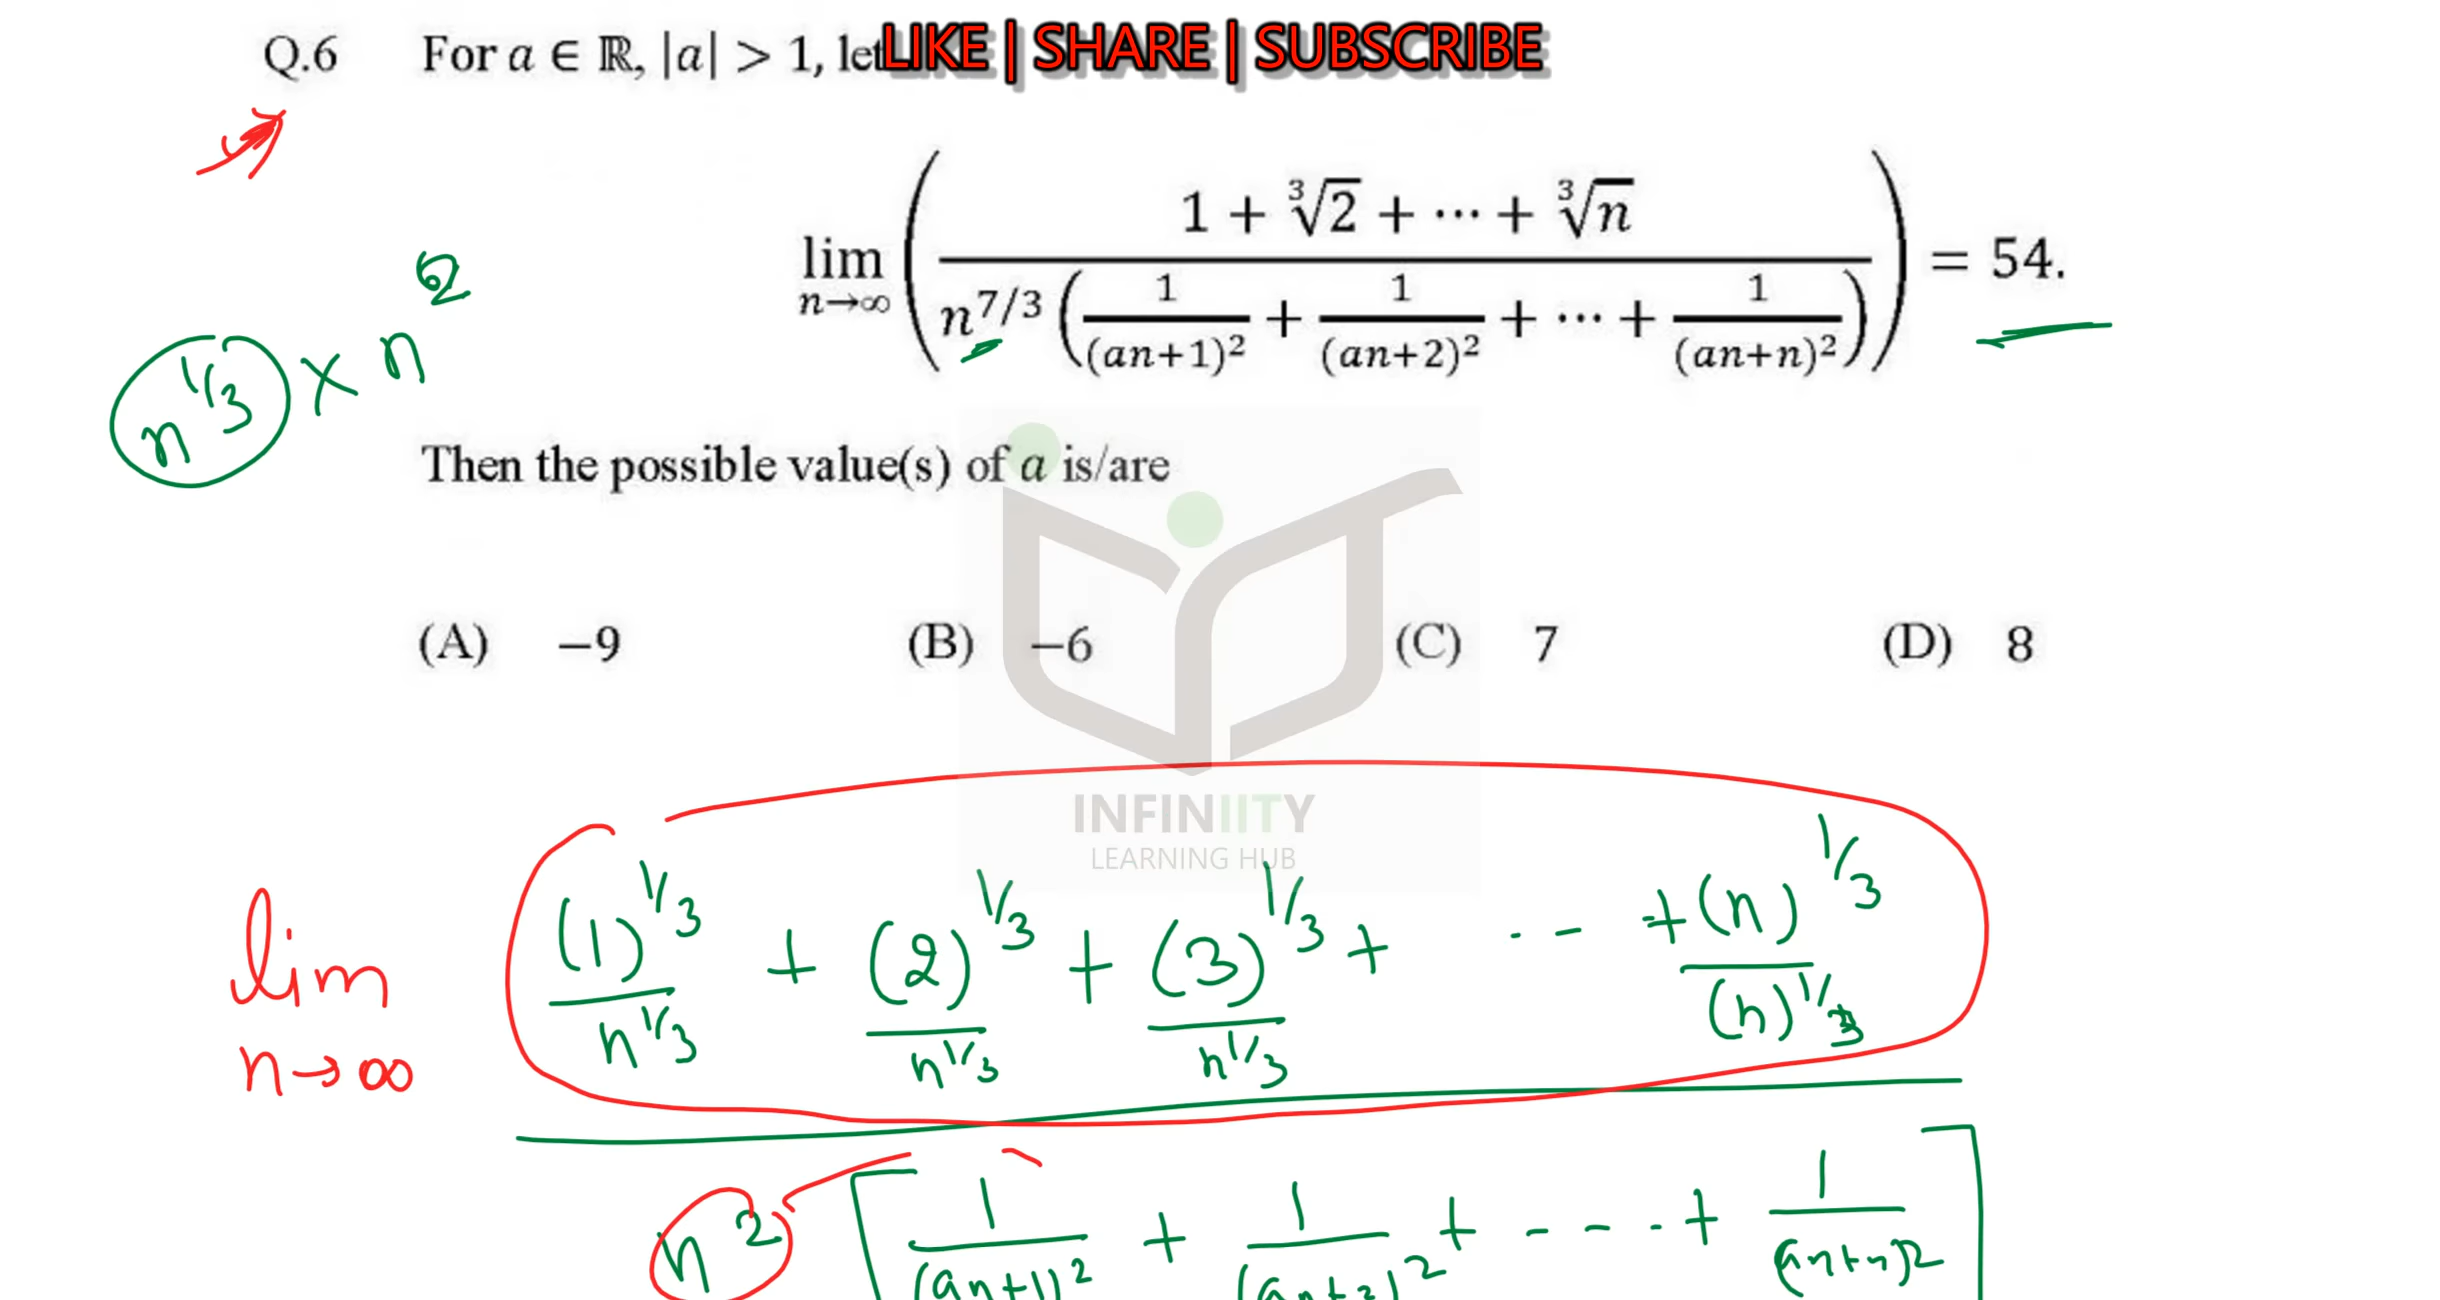 Q.6 For a ∈ ℝ, |a| > 1, let LIKE | SHARE | SUBSCRIBE
lim n→∞ ( (1 + ∛2 + ⋯ + ∛n) / (n^{7/3} (1/(an+1)² + 1/(an+2)² + ⋯ + 1/(an+n)²)) ) = 54.
n^{1/3} × n²
Then the possible value(s) of a is/are
(A) −9 (B) −6 (C) 7 (D) 8
INFINIITY
LEARNING HUB
lim n→∞ (1)^{1/3}/n^{1/3} + (2)^{1/3}/n^{1/3} + (3)^{1/3}/n^{1/3} + ... + (n)^{1/3}/(n)^{1/3}
n² [ 1/(an+1)² + 1/(an+2)² + ---- + 1/(an+n)² ]